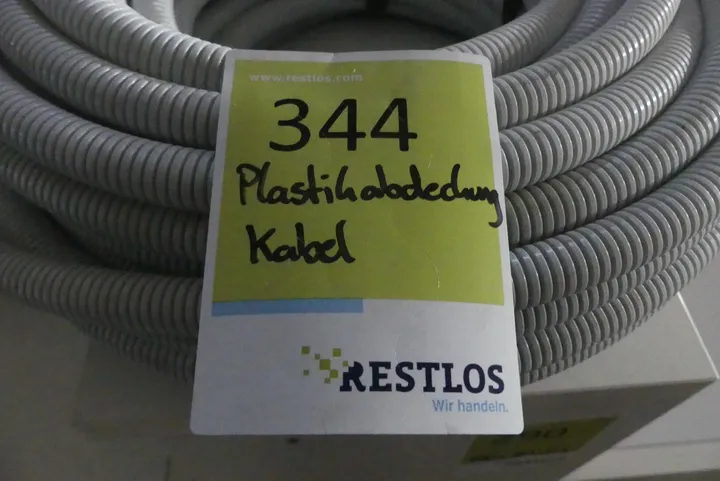 www.restlos.com
344
Plastikabdeckung
Kabel
RESTLOS
Wir handeln.